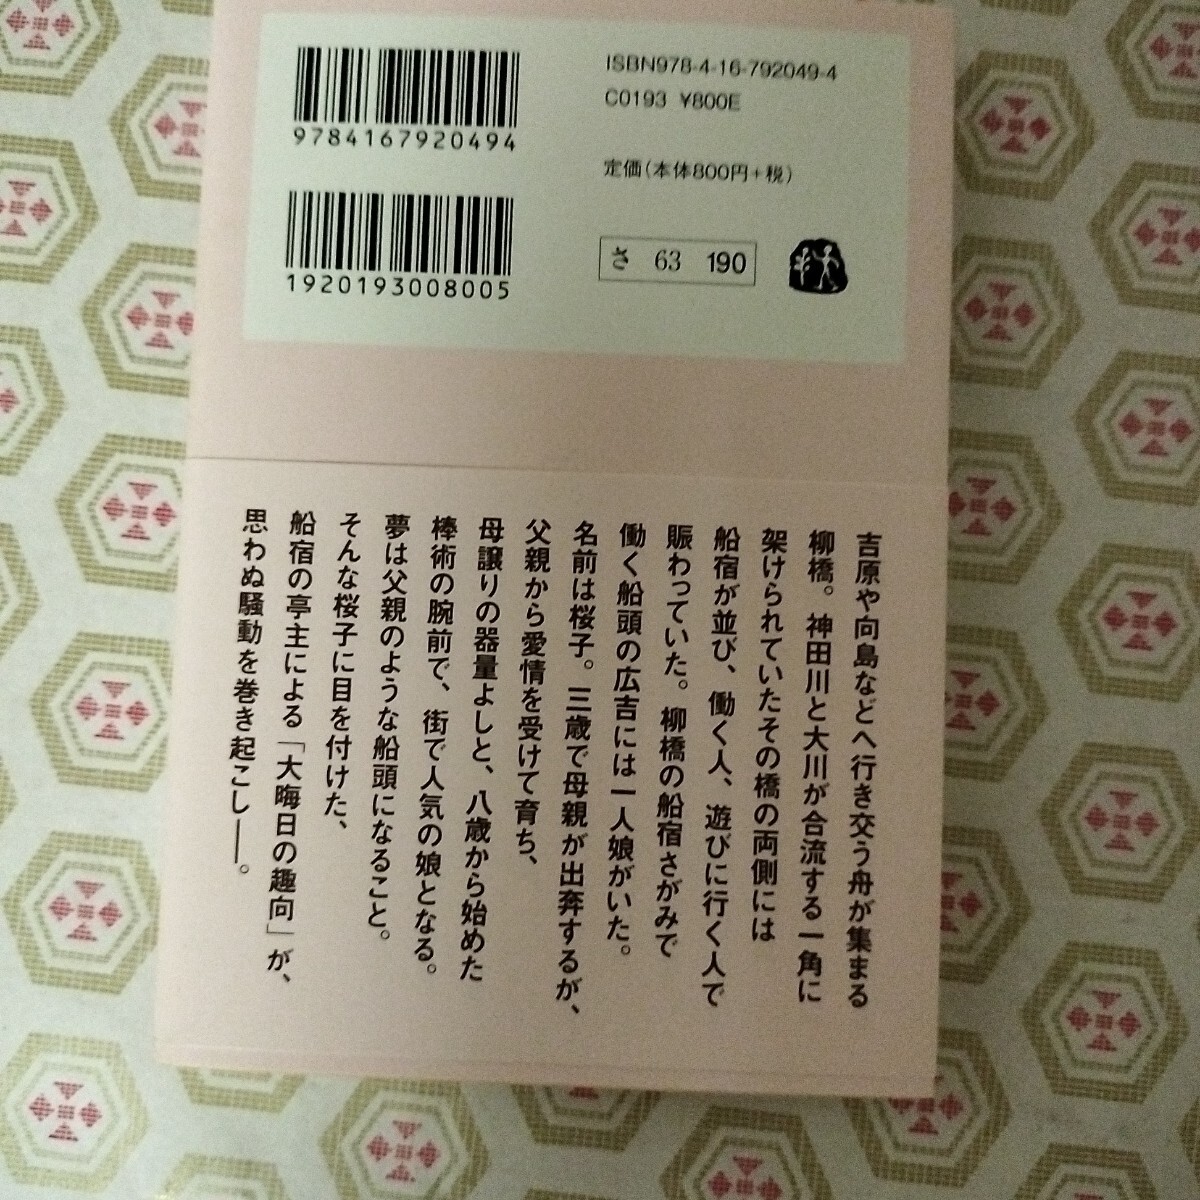 ISBN978-4-16-792049-4
C0193 ¥800E
9784167920494
定価(本体800円+税)
1920193008005
さ 63 190
吉原や向島などへ行き交う舟が集まる
柳橋。神田川と大川が合流する一角に
架けられていたその橋の両側には
船宿が並び、働く人、遊びに行く人で
賑わっていた。柳橋の船宿さがみで
働く船頭の広吉には一人娘がいた。
名前は桜子。三歳で母親が出奔するが、
父親から愛情を受けて育ち、
母譲りの器量よしと、八歳から始めた
棒術の腕前で、街で人気の娘となる。
夢は父親のような船頭になること。
そんな桜子に目を付けた、
船宿の亭主による「大晦日の趣向」が、
思わぬ騒動を巻き起こし──。